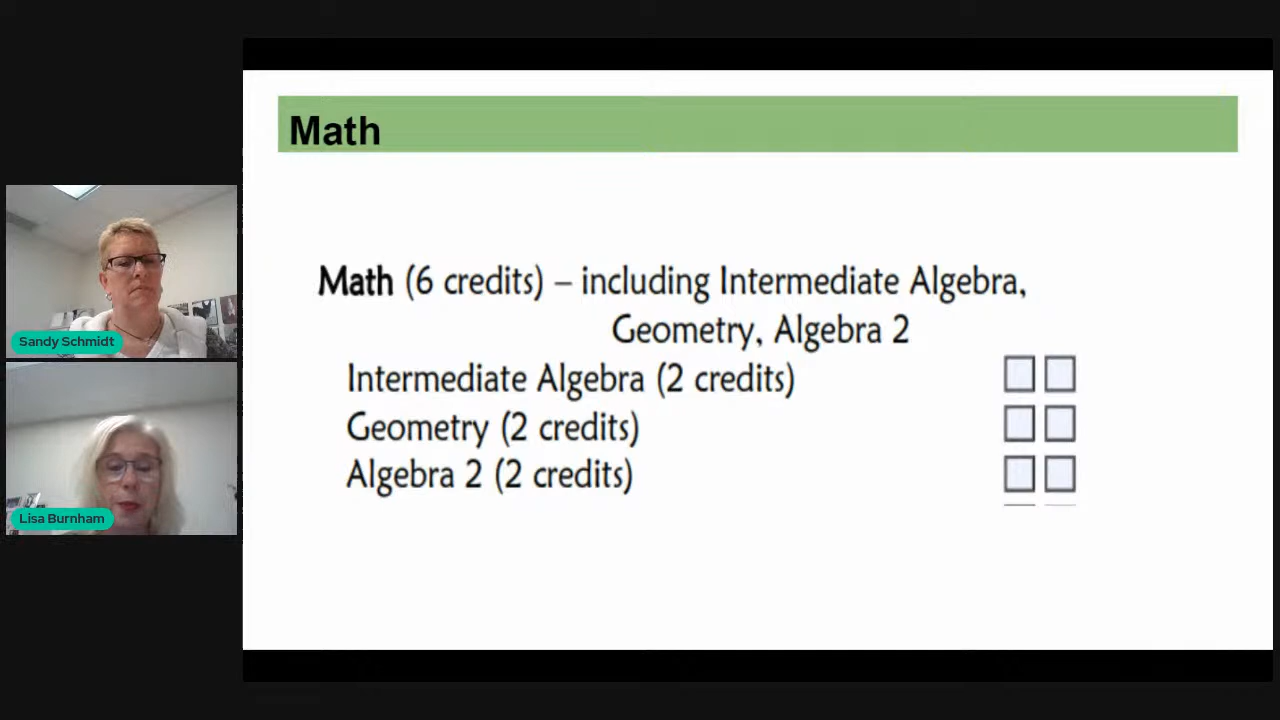 Math
Math (6 credits) – including Intermediate Algebra,
Geometry, Algebra 2
Intermediate Algebra (2 credits)
Geometry (2 credits)
Algebra 2 (2 credits)
Sandy Schmidt
Lisa Burnham